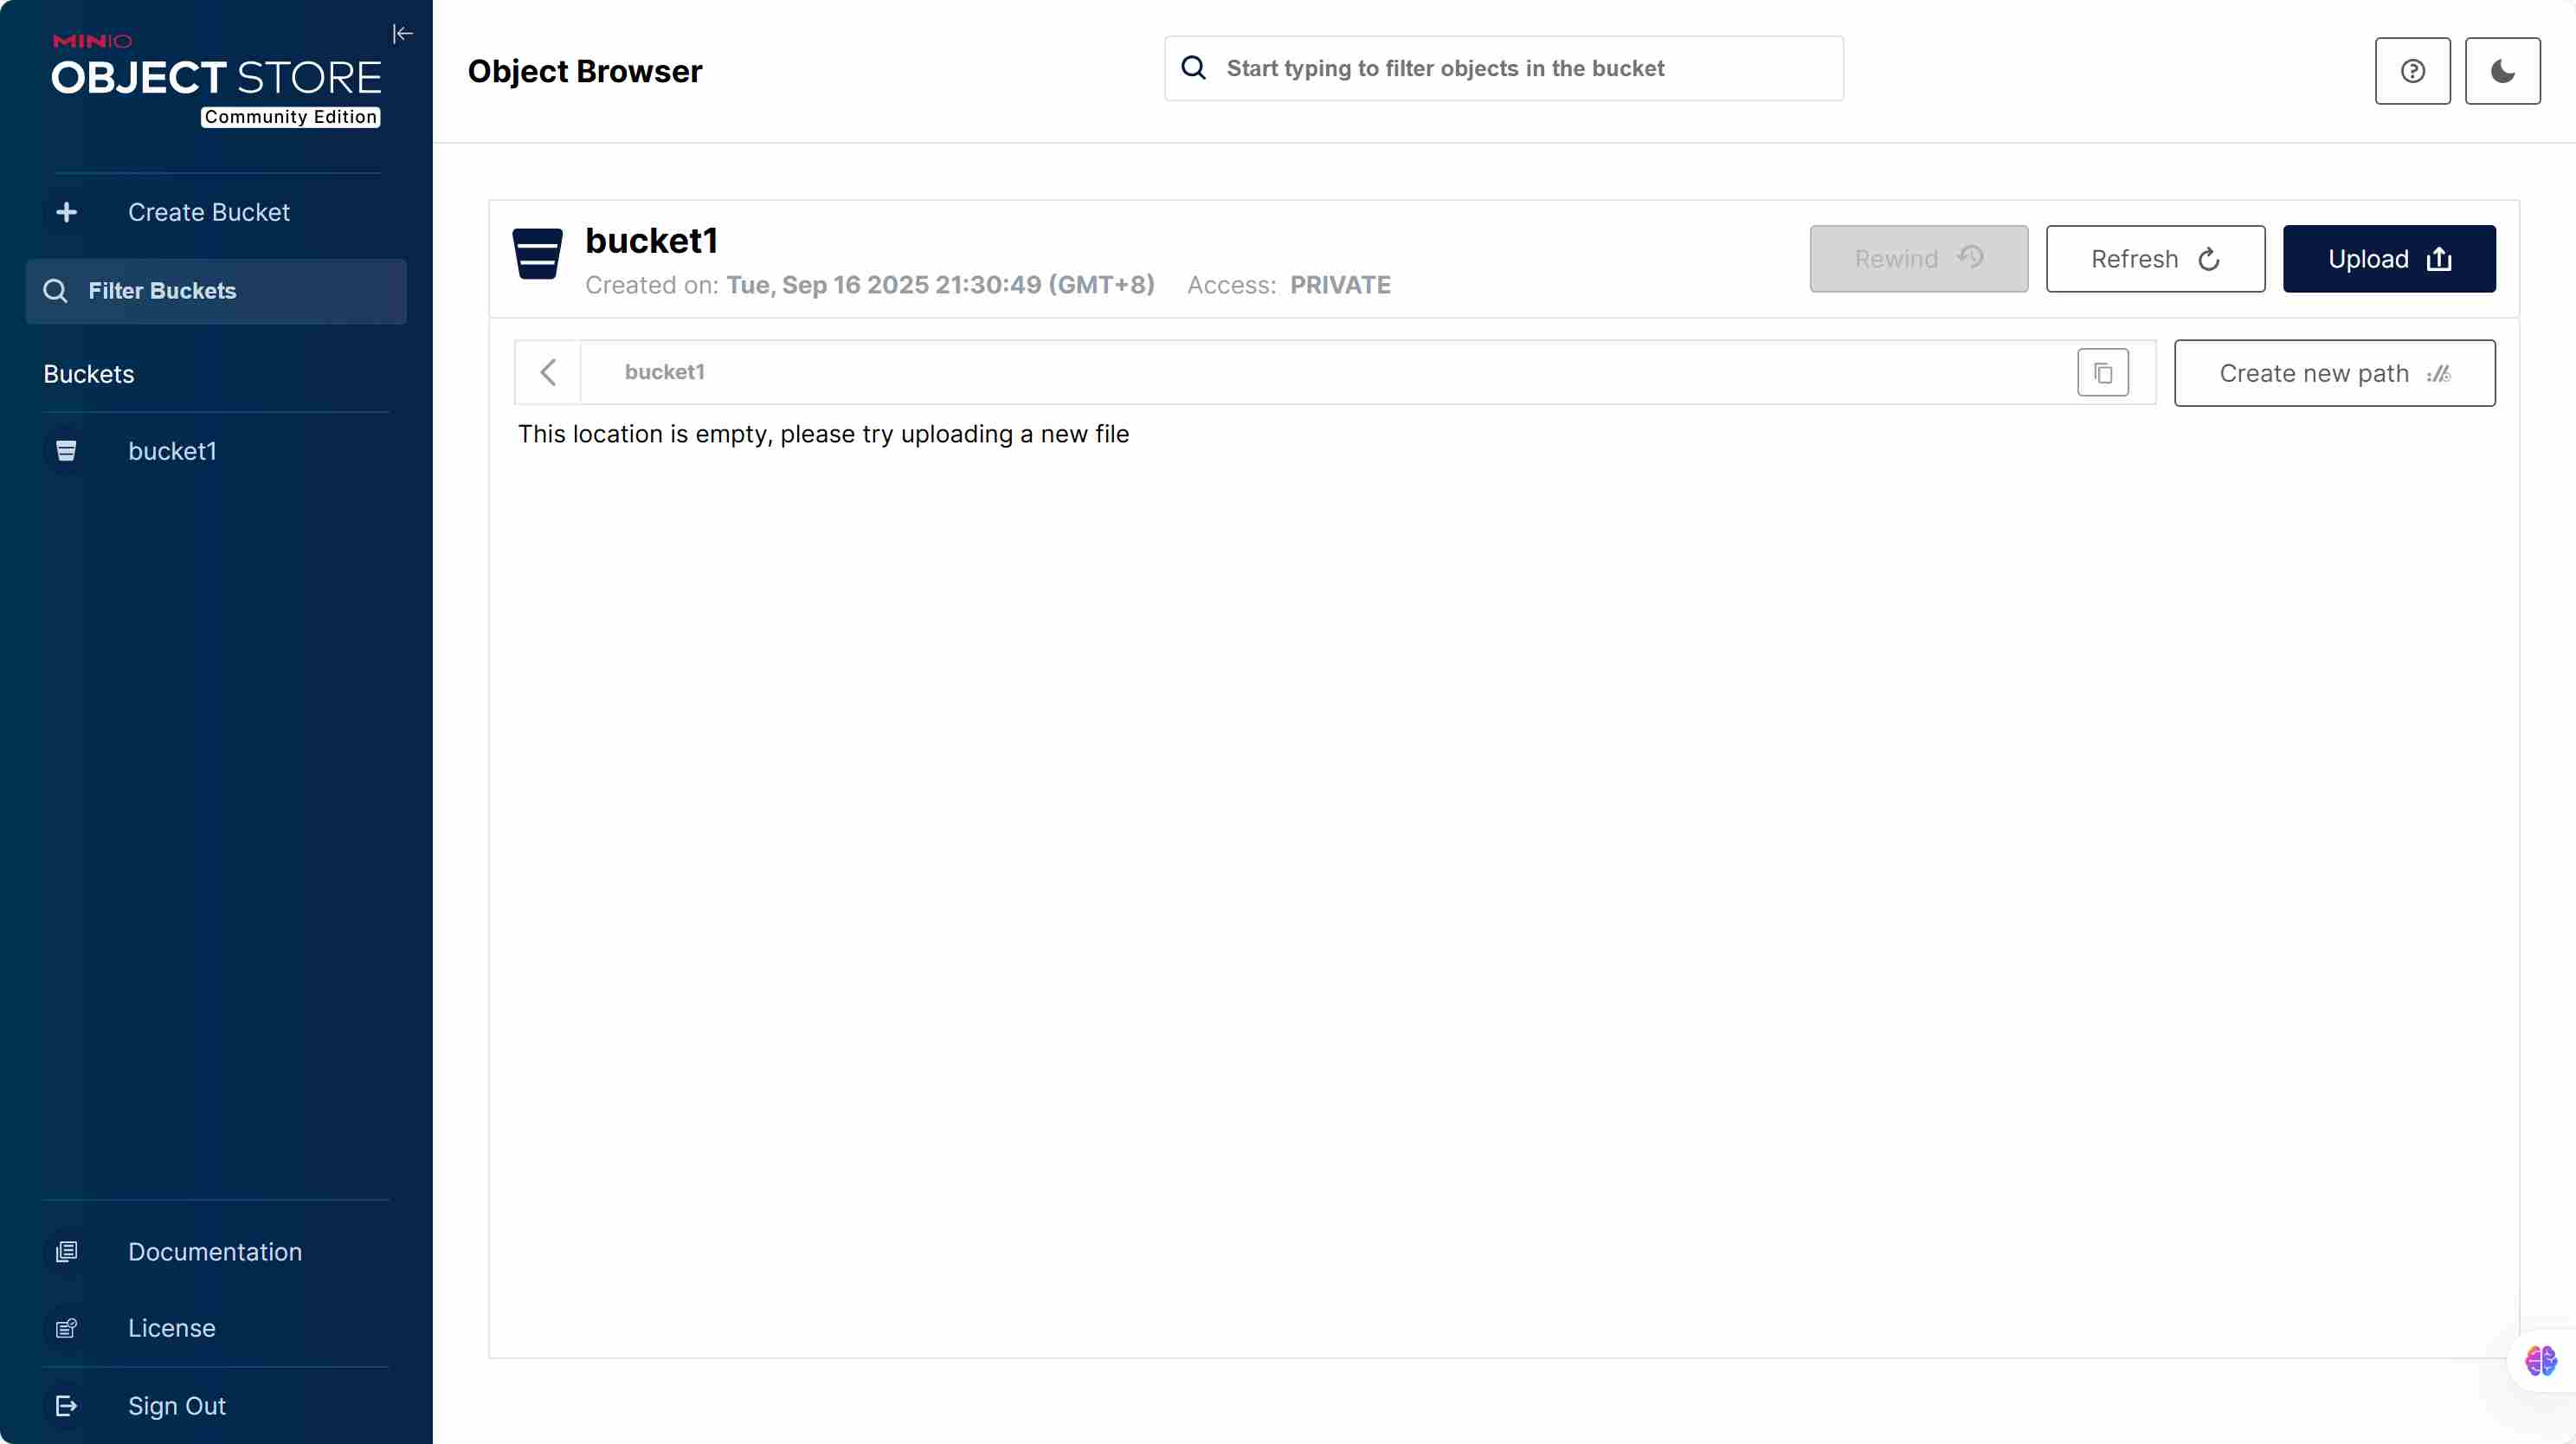 MINIO
OBJECT STORE
Community Edition
Create Bucket
Filter Buckets
Buckets
bucket1
Documentation
License
Sign Out
Object Browser
Start typing to filter objects in the bucket
bucket1
Created on: Tue, Sep 16 2025 21:30:49 (GMT+8) Access: PRIVATE
Rewind
Refresh
Upload
bucket1
Create new path
This location is empty, please try uploading a new file